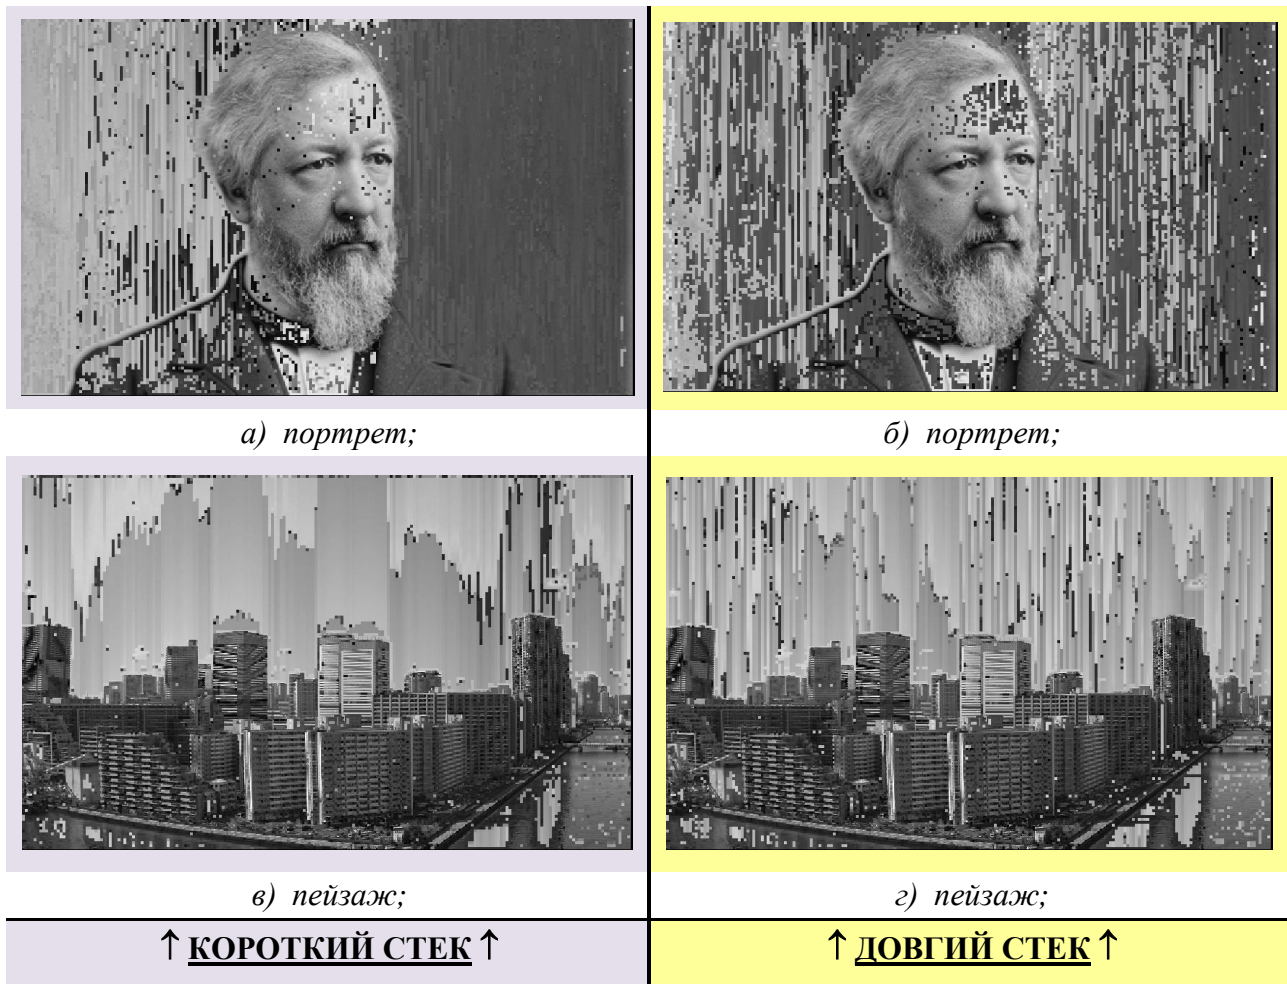 а) портрет;
б) портрет;
в) пейзаж;
г) пейзаж;
↑ КОРОТКИЙ СТЕК ↑
↑ ДОВГИЙ СТЕК ↑